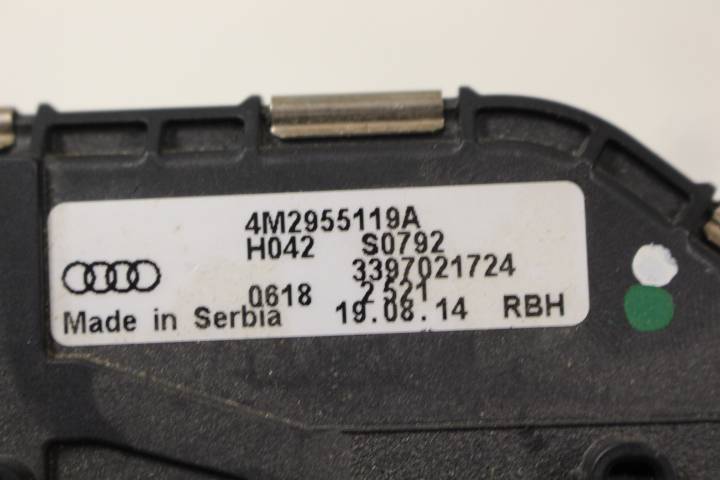 4M2955119A
H042 S0792
3397021724
0618 2 521
Made in Serbia 19.08.14 RBH